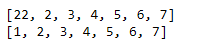 [22, 2, 3, 4, 5, 6, 7]
[1, 2, 3, 4, 5, 6, 7]